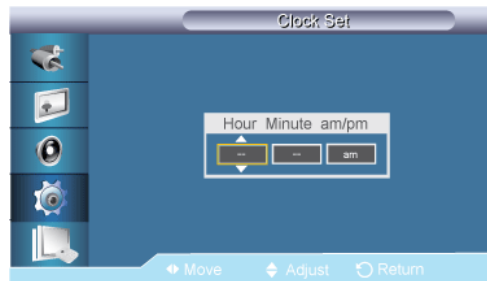 Clock Set
Hour Minute am/pm
-- -- am
Move Adjust Return